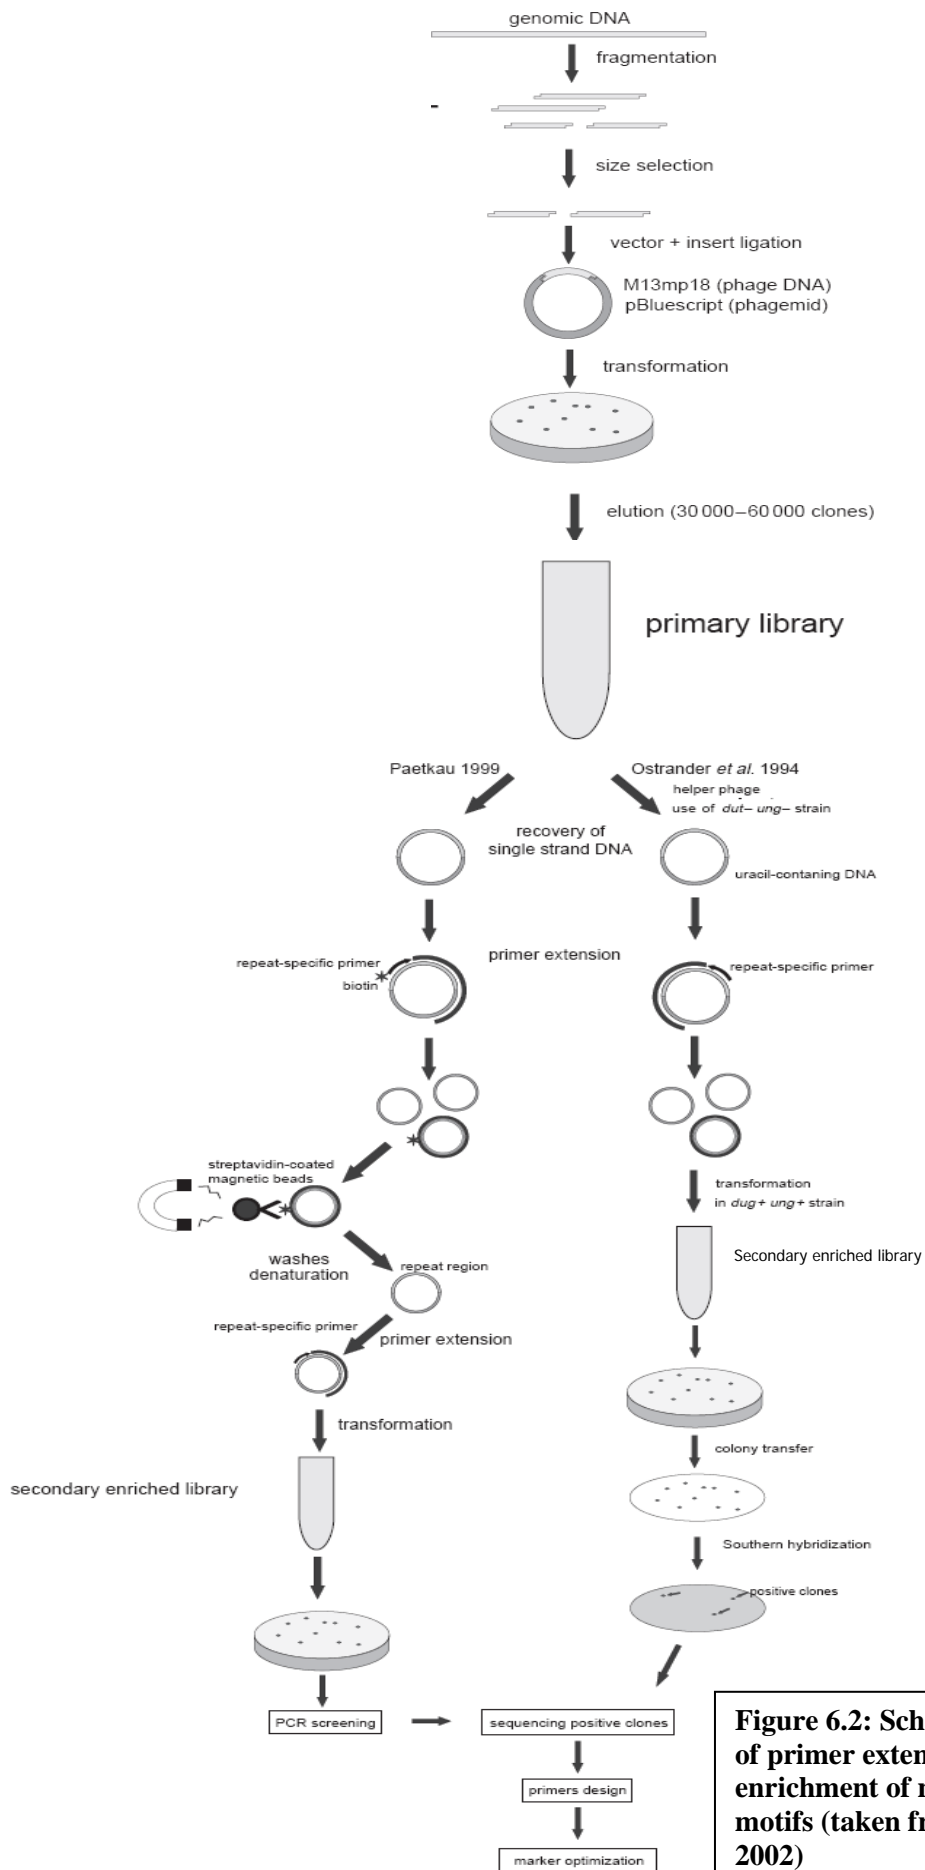 genomic DNA
fragmentation
size selection
vector + insert ligation
M13mp18 (phage DNA)
pBluescript (phagemid)
transformation
elution (30 000–60 000 clones)
primary library
Paetkau 1999
Ostrander et al. 1994
helper phage
use of dut– ung– strain
recovery of
single strand DNA
uracil-contaning DNA
primer extension
repeat-specific primer
biotin
repeat-specific primer
streptavidin-coated
magnetic beads
transformation
in dug+ ung+ strain
washes
denaturation
repeat region
Secondary enriched library
repeat-specific primer
primer extension
transformation
colony transfer
secondary enriched library
Southern hybridization
positive clones
PCR screening
sequencing positive clones
primers design
marker optimization
Figure 6.2: Sch
of primer exten
enrichment of
motifs (taken
2002)